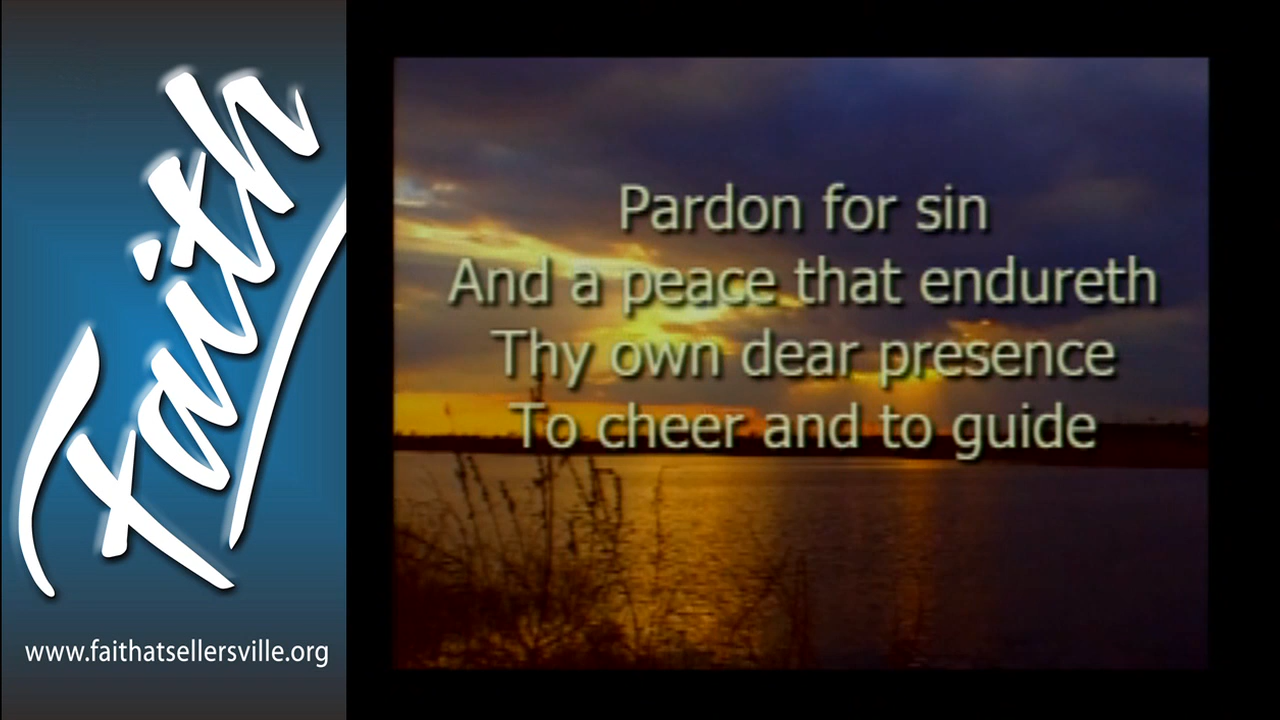 Faith
www.faithatsellersville.org
Pardon for sin
And a peace that endureth
Thy own dear presence
To cheer and to guide